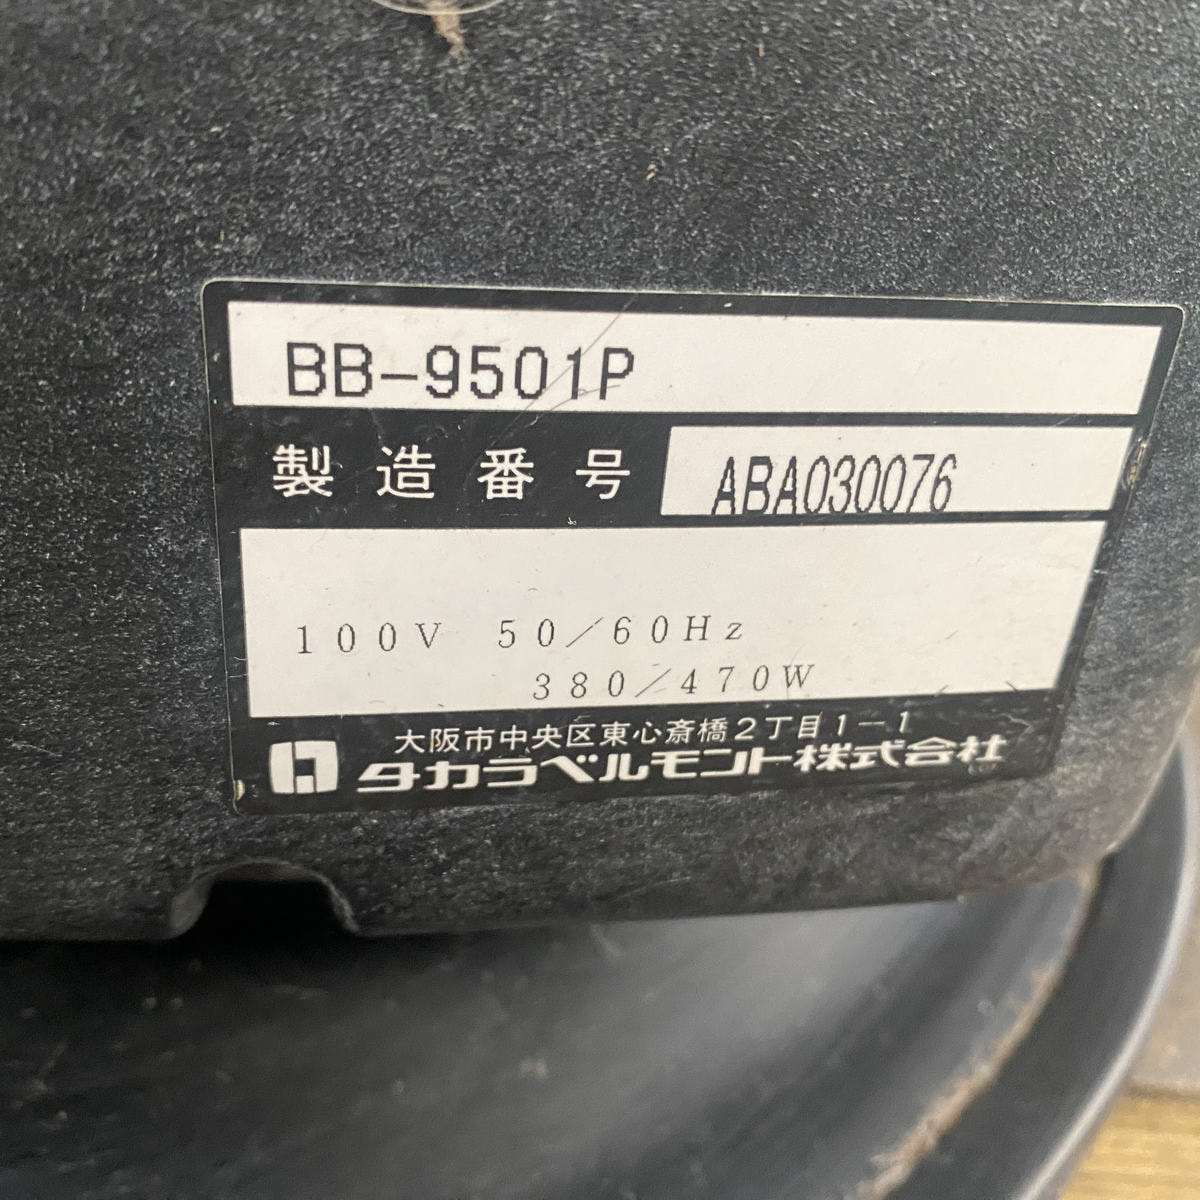 BB-9501P
製造番号 ABA030076
100V 50/60Hz
380/470W
大阪市中央区東心斎橋2丁目1-1
タカラベルモント株式会社